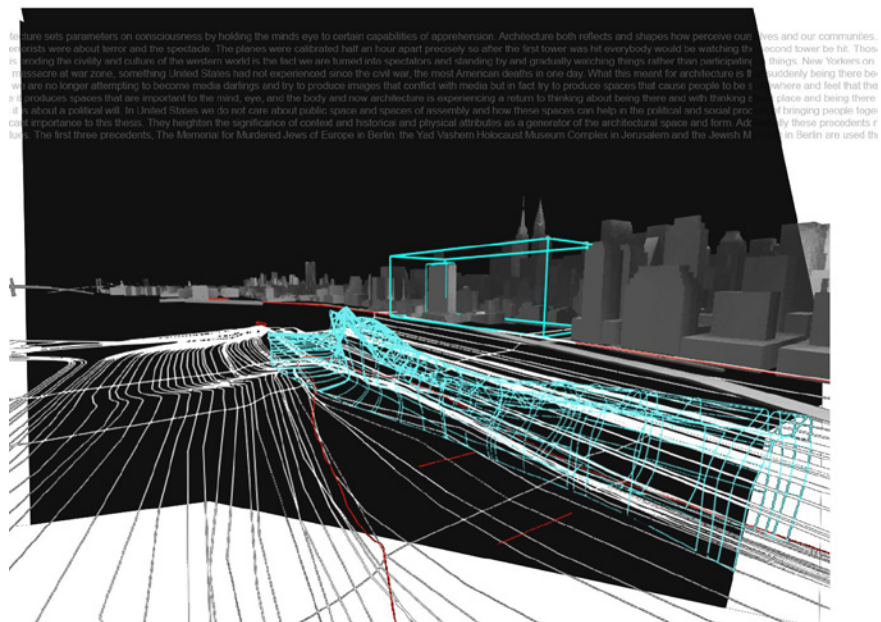 cture sets parameters on consciousness by holding the minds eye to certain capabilities of apprehension. Architecture both reflects and shapes how perceive ourselves and our communities.
errorists were about terror and the spectacle. The planes were calibrated half an hour apart precisely so after the first tower was hit everybody would be watching the second tower be hit. Those
is eroding the civility and culture of the western world is the fact we are turned into spectators and standing by and gradually watching things rather than participating things. New Yorkers on
massacre at war zone, something United States had not experienced since the civil war, the most American deaths in one day. What this meant for architecture is suddenly being there
we are no longer attempting to become media darlings and try to produce images that conflict with media but in fact try to produce spaces that cause people to be somewhere and feel that the
produces spaces that are important to the mind, eye, and the body and now architecture is experiencing a return to thinking about being there and with thinking place and being there
is about a political will. In United States we do not care about public space and spaces of assembly and how these spaces can help in the political and social process of bringing people toge
cant importance to this thesis. They heighten the significance of context and historical and physical attributes as a generator of the architectural space and form. these precedents
The first three precedents, The Memorial for Murdered Jews of Europe in Berlin, the Yad Vashem Holocaust Museum Complex in Jerusalem and the Jewish M in Berlin are used